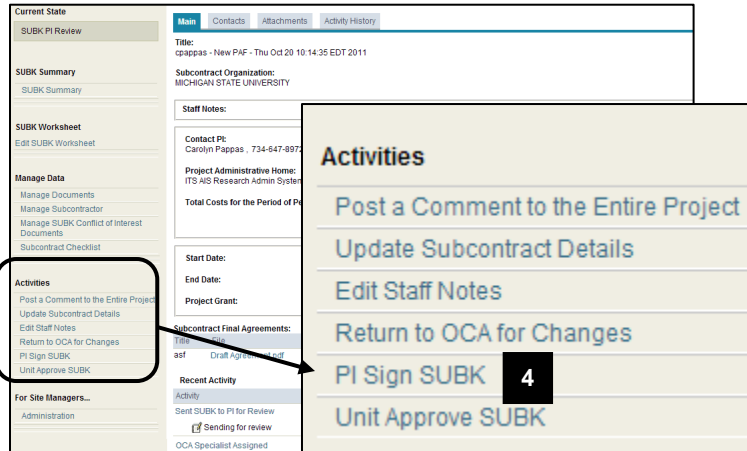 Current State
SUBK PI Review
SUBK Summary
SUBK Summary
SUBK Worksheet
Edit SUBK Worksheet
Manage Data
Manage Documents
Manage Subcontractor
Manage SUBK Conflict of Interest
Documents
Subcontract Checklist
Activities
Post a Comment to the Entire Project
Update Subcontract Details
Edit Staff Notes
Return to OCA for Changes
PI Sign SUBK
Unit Approve SUBK
For Site Managers...
Administration
Main Contacts Attachments Activity History
Title:
cpappas - New PAF - Thu Oct 20 10:14:35 EDT 2011
Subcontract Organization:
MICHIGAN STATE UNIVERSITY
Staff Notes:
Contact PI:
Carolyn Pappas , 734-647-8972
Project Administrative Home:
ITS AIS Research Admin System
Total Costs for the Period of
Start Date:
End Date:
Project Grant:
Subcontract Final Agreements:
Title File
asf Draft Agreement.pdf
Recent Activity
Activity
Sent SUBK to PI for Review
Sending for review
OCA Specialist Assigned
Activities
Post a Comment to the Entire Project
Update Subcontract Details
Edit Staff Notes
Return to OCA for Changes
PI Sign SUBK 4
Unit Approve SUBK